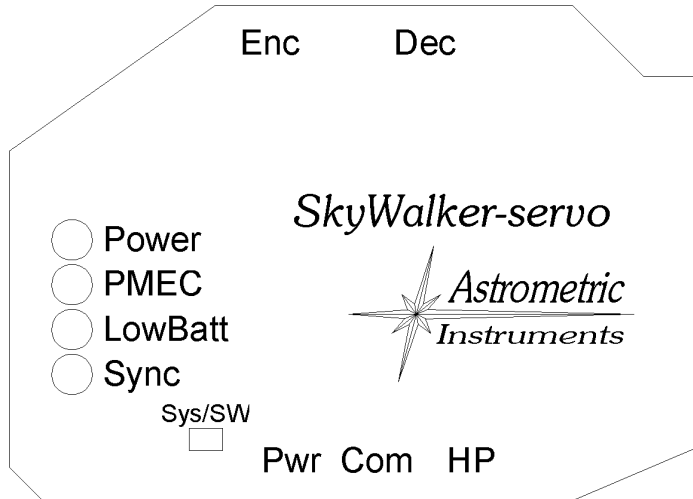 Enc Dec
SkyWalker-servo
Power
PMEC
LowBatt
Sync
Astrometric
Instruments
Sys/SW
Pwr Com HP